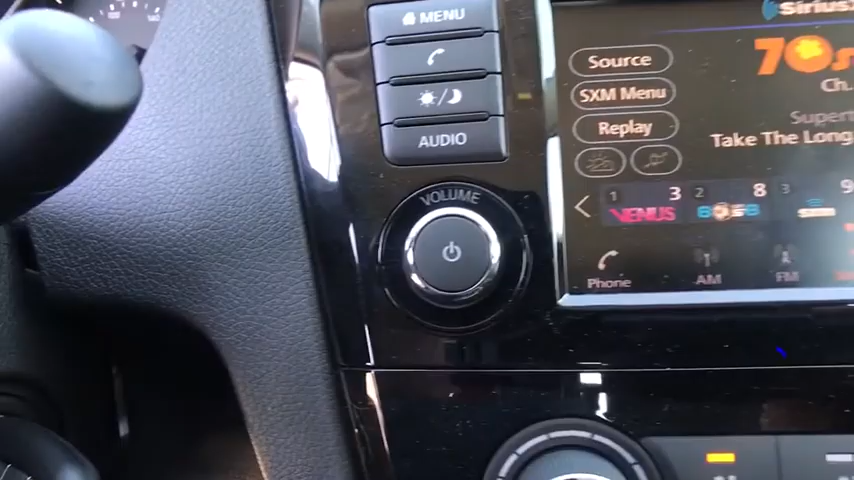 MENU
AUDIO
VOLUME
SiriusX
Source
70s
SXM Menu
Ch.
Replay
Take The Long
1 3
VENUS
2 8
3 9
Phone
AM
FM